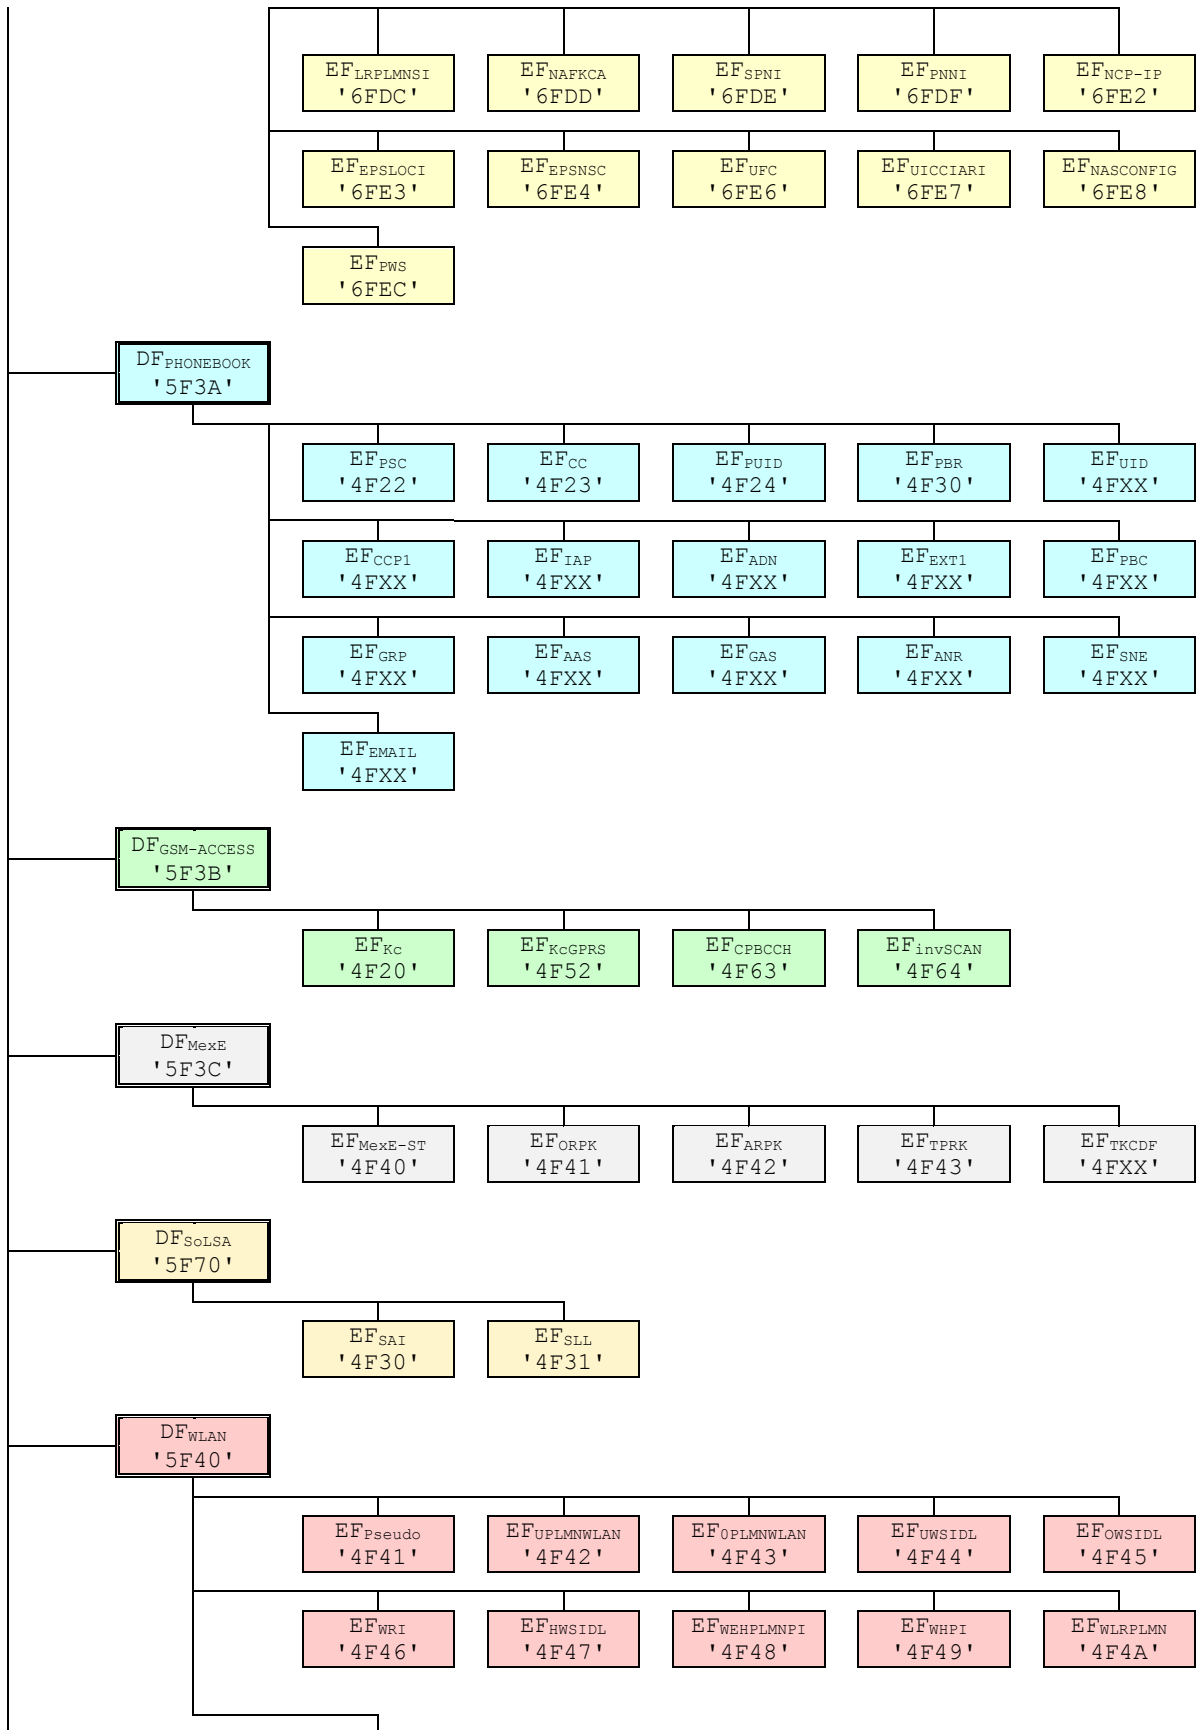 EFLRPLMNSI EFNAFKCA EFSPNI EFPNNI EFNCP-IP
'6FDC' '6FDD' '6FDE' '6FDF' '6FE2'
EFEPSLOCI EFEPSNSC EFUFC EFUICCIARI EFNASCONFIG
'6FE3' '6FE4' '6FE6' '6FE7' '6FE8'
EFPWS
'6FEC'
DFPHONEBOOK
'5F3A'
EFPSC EFCC EFPUID EFPBR EFUID
'4F22' '4F23' '4F24' '4F30' '4FXX'
EFCCP1 EFIAP EFADN EFEXT1 EFPBC
'4FXX' '4FXX' '4FXX' '4FXX' '4FXX'
EFGRP EFAAS EFGAS EFANR EFSNE
'4FXX' '4FXX' '4FXX' '4FXX' '4FXX'
EFEMAIL
'4FXX'
DFGSM-ACCESS
'5F3B'
EFKc EFKcGPRS EFCPBCCH EFinvSCAN
'4F20' '4F52' '4F63' '4F64'
DFMexE
'5F3C'
EFMexE-ST EFORPK EFARPK EFTPRK EFTKCDF
'4F40' '4F41' '4F42' '4F43' '4FXX'
DFSoLSA
'5F70'
EFSAI EFSLL
'4F30' '4F31'
DFWLAN
'5F40'
EFPseudo EFUPLMNWLAN EF0PLMNWLAN EFUWSIDL EFOWSIDL
'4F41' '4F42' '4F43' '4F44' '4F45'
EFWRI EFHWSIDL EFWEHPLMNPI EFWHPI EFWLRPLMN
'4F46' '4F47' '4F48' '4F49' '4F4A'